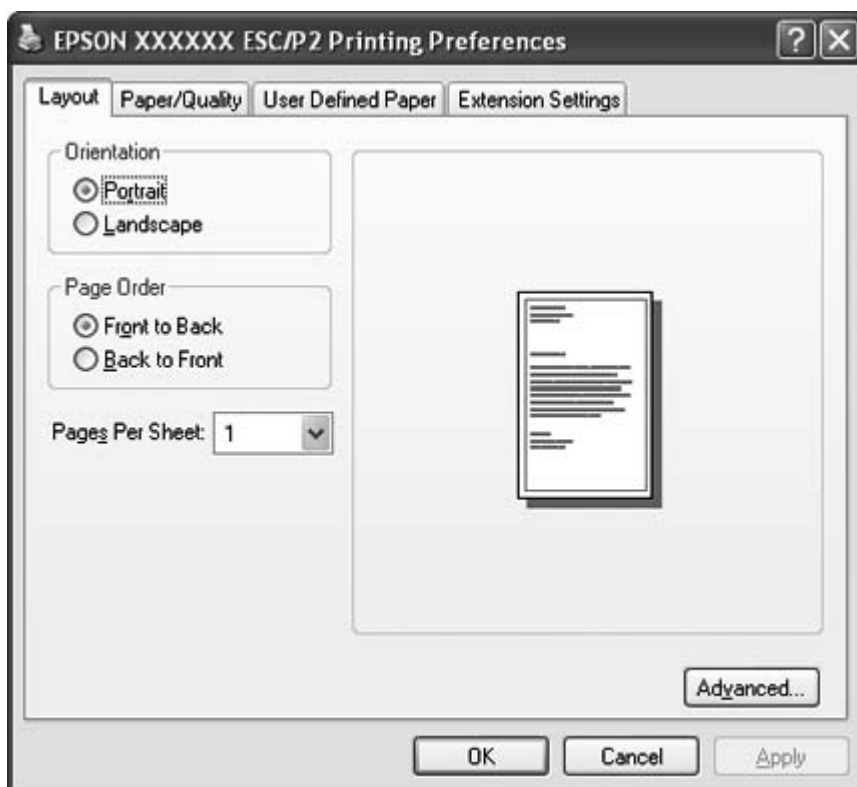 EPSON XXXXXX ESC/P2 Printing Preferences
Layout Paper/Quality User Defined Paper Extension Settings
Orientation
Portrait
Landscape
Page Order
Front to Back
Back to Front
Pages Per Sheet: 1
Advanced...
OK Cancel Apply